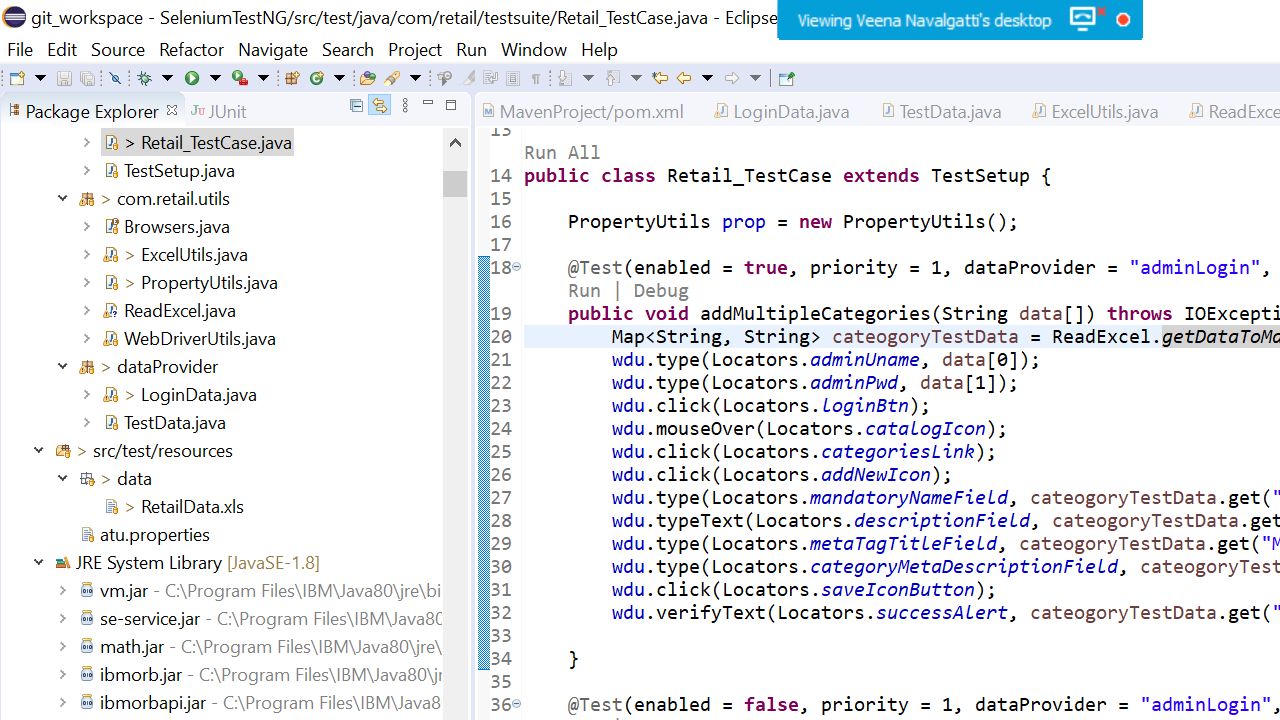 git_workspace - SeleniumTestNG/src/test/java/com/retail/testsuite/Retail_TestCase.java - Eclipse
Viewing Veena Navalgatti's desktop
File Edit Source Refactor Navigate Search Project Run Window Help
Package Explorer JUnit
MavenProject/pom.xml LoginData.java TestData.java ExcelUtils.java ReadExce
> Retail_TestCase.java
TestSetup.java
> com.retail.utils
Browsers.java
> ExcelUtils.java
> PropertyUtils.java
ReadExcel.java
WebDriverUtils.java
> dataProvider
> LoginData.java
TestData.java
> src/test/resources
> data
> RetailData.xls
atu.properties
JRE System Library [JavaSE-1.8]
vm.jar - C:\Program Files\IBM\Java80\jre\bi
se-service.jar - C:\Program Files\IBM\Java80
math.jar - C:\Program Files\IBM\Java80\jre\
ibmorb.jar - C:\Program Files\IBM\Java80\jr
ibmorbapi.jar - C:\Program Files\IBM\Java8
13
Run All
14 public class Retail_TestCase extends TestSetup {
15
16 PropertyUtils prop = new PropertyUtils();
17
18 @Test(enabled = true, priority = 1, dataProvider = "adminLogin",
Run | Debug
19 public void addMultipleCategories(String data[]) throws IOExcepti
20 Map<String, String> cateogoryTestData = ReadExcel.getDataToMa
21 wdu.type(Locators.adminUname, data[0]);
22 wdu.type(Locators.adminPwd, data[1]);
23 wdu.click(Locators.loginBtn);
24 wdu.mouseOver(Locators.catalogIcon);
25 wdu.click(Locators.categoriesLink);
26 wdu.click(Locators.addNewIcon);
27 wdu.type(Locators.mandatoryNameField, cateogoryTestData.get("
28 wdu.typeText(Locators.descriptionField, cateogoryTestData.get
29 wdu.type(Locators.metaTagTitleField, cateogoryTestData.get("M
30 wdu.type(Locators.categoryMetaDescriptionField, cateogoryTest
31 wdu.click(Locators.saveIconButton);
32 wdu.verifyText(Locators.successAlert, cateogoryTestData.get("
33
34 }
35
36 @Test(enabled = false, priority = 1, dataProvider = "adminLogin",